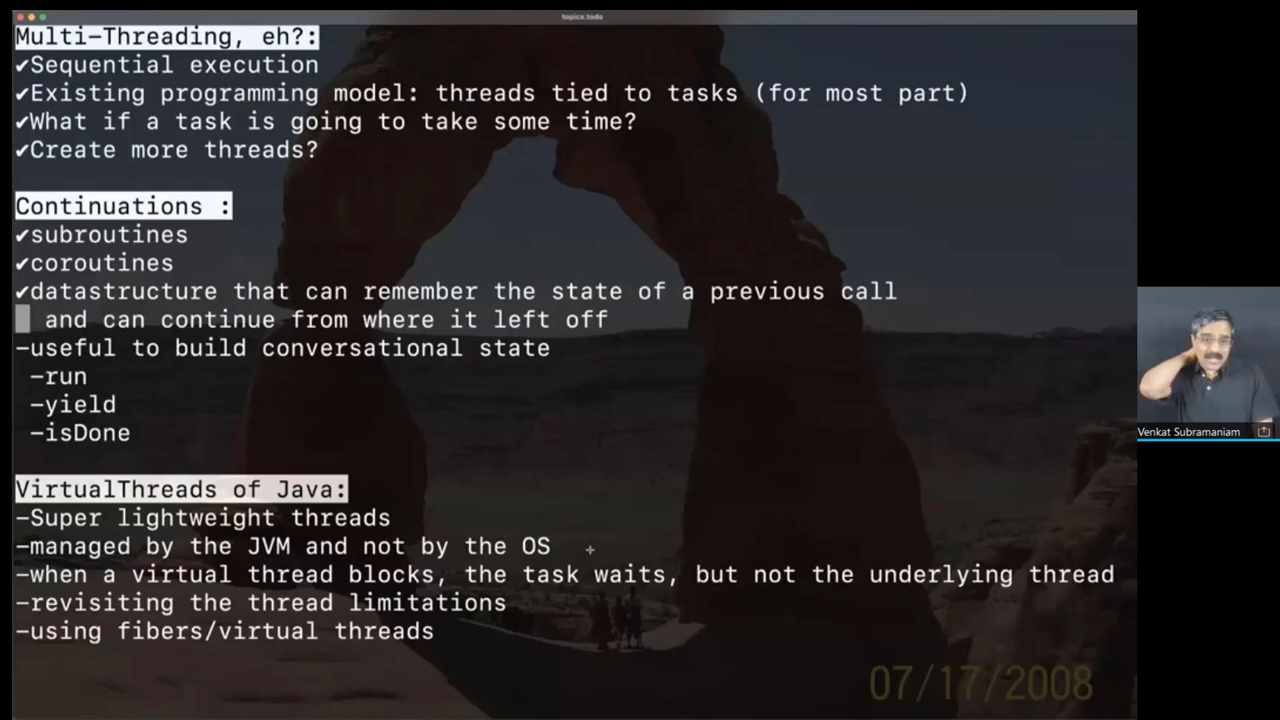 topics.todo
Multi-Threading, eh?:
✔Sequential execution
✔Existing programming model: threads tied to tasks (for most part)
✔What if a task is going to take some time?
✔Create more threads?
Continuations :
✔subroutines
✔coroutines
✔datastructure that can remember the state of a previous call
and can continue from where it left off
-useful to build conversational state
-run
-yield
-isDone
VirtualThreads of Java:
-Super lightweight threads
-managed by the JVM and not by the OS
-when a virtual thread blocks, the task waits, but not the underlying thread
-revisiting the thread limitations
-using fibers/virtual threads
07/17/2008
Venkat Subramaniam